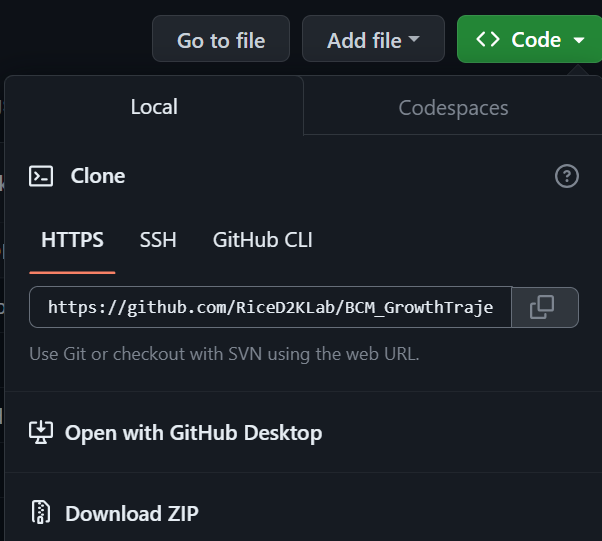 Go to file
Add file
Code
Local
Codespaces
Clone
HTTPS
SSH
GitHub CLI
https://github.com/RiceD2KLab/BCM_GrowthTraje
Use Git or checkout with SVN using the web URL.
Open with GitHub Desktop
Download ZIP